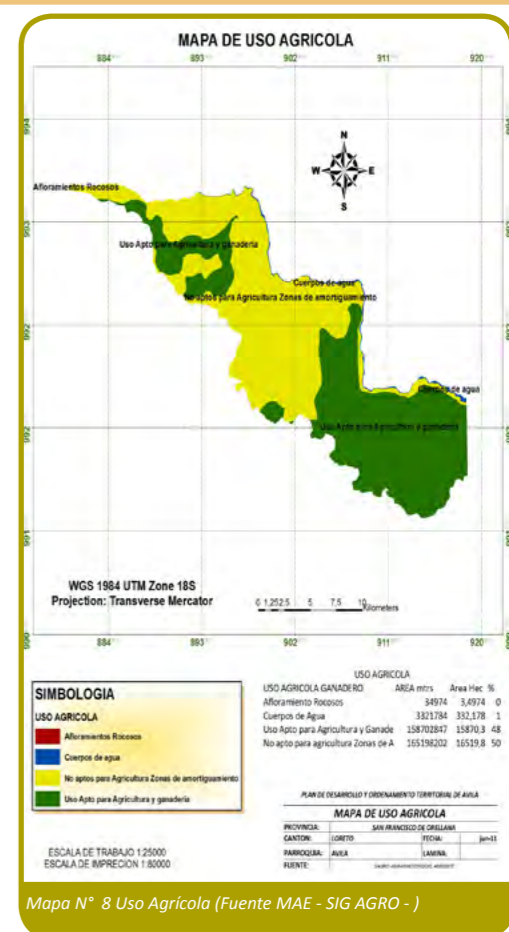 MAPA DE USO AGRICOLA
884 893 902 911 920
N
W E
S
Afloramientos Rocosos
Uso Apto para Agricultura y ganaderia
Cuerpos de agua
No aptos para Agricultura Zonas de amortiguamiento
Cuerpos de agua
Uso Apto para Agricultura y ganaderia
WGS 1984 UTM Zone 18S
Projection: Transverse Mercator
0 1,252,5 5 7,5 10
Kilometers
884 893 902 911 920
SIMBOLOGIA
USO AGRICOLA
Afloramientos Rocosos
Cuerpos de agua
No aptos para Agricultura Zonas de amortiguamiento
Uso Apto para Agricultura y ganaderia
ESCALA DE TRABAJO 1:25000
ESCALA DE IMPRECION 1:80000
USO AGRICOLA
USO AGRICOLA GANADERO AREA mtrs Area Hec %
Afloramiento Rocosos 34974 3,4974 0
Cuerpos de Agua 3321784 332,178 1
Uso Apto para Agricultura y Ganade 158702847 15870,3 48
No apto para agricultura Zonas de A 165198202 16519,8 50
PLAN DE DESARROLLO Y ORDENAMIENTO TERRITORIAL DE AVILA
MAPA DE USO AGRICOLA
PROVINCIA: SAN FRANCISCO DE ORELLANA
CANTON: LORETO FECHA: jun-11
PARROQUIA: AVILA LAMINA:
FUENTE:
Mapa N° 8 Uso Agrícola (Fuente MAE - SIG AGRO - )